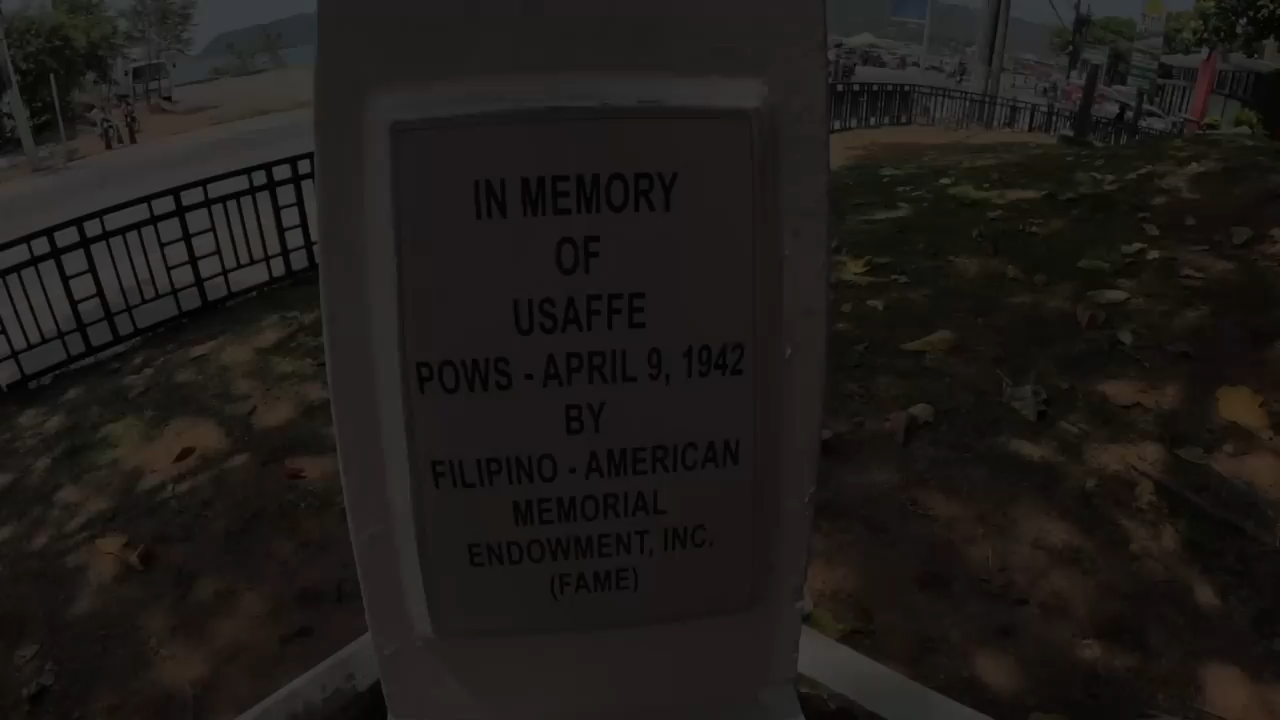 IN MEMORY
OF
USAFFE
POWS - APRIL 9, 1942
BY
FILIPINO - AMERICAN
MEMORIAL
ENDOWMENT, INC.
(FAME)